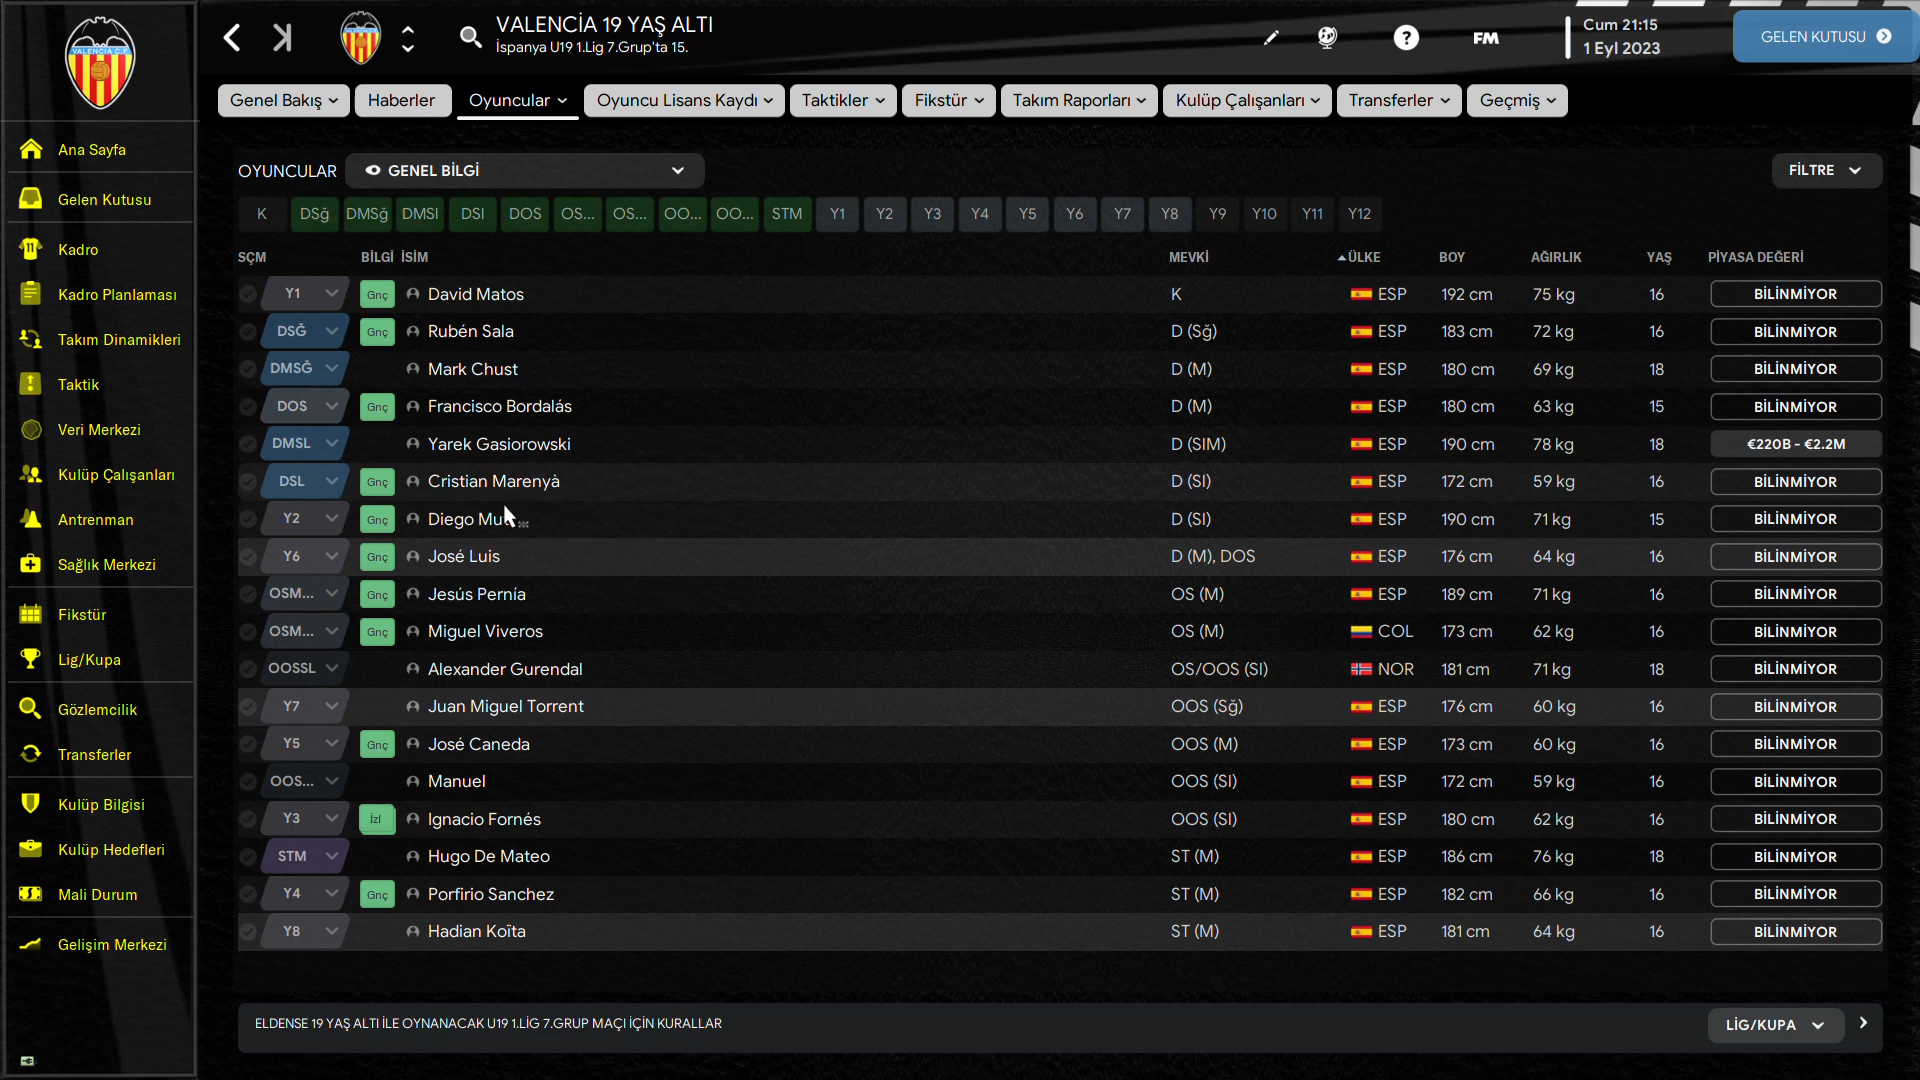 VALENCİA 19 YAŞ ALTI
İspanya U19 1.Lig 7.Grup'ta 15.
FM
Cum 21:15
1 Eyl 2023
GELEN KUTUSU
Genel Bakış
Haberler
Oyuncular
Oyuncu Lisans Kaydı
Taktikler
Fikstür
Takım Raporları
Kulüp Çalışanları
Transferler
Geçmiş
Ana Sayfa
Gelen Kutusu
Kadro
Kadro Planlaması
Takım Dinamikleri
Taktik
Veri Merkezi
Kulüp Çalışanları
Antrenman
Sağlık Merkezi
Fikstür
Lig/Kupa
Gözlemcilik
Transferler
Kulüp Bilgisi
Kulüp Hedefleri
Mali Durum
Gelişim Merkezi
OYUNCULAR
GENEL BİLGİ
FİLTRE
K DSğ DMSğ DMSl DSl DOS OS... OS... OO... OO... STM Y1 Y2 Y3 Y4 Y5 Y6 Y7 Y8 Y9 Y10 Y11 Y12
SÇM BİLGİ İSİM MEVKİ ÜLKE BOY AĞIRLIK YAŞ PİYASA DEĞERİ
Y1 Gnç David Matos K ESP 192 cm 75 kg 16 BİLİNMİYOR
DSĞ Gnç Rubén Sala D (Sğ) ESP 183 cm 72 kg 16 BİLİNMİYOR
DMSĞ Mark Chust D (M) ESP 180 cm 69 kg 18 BİLİNMİYOR
DOS Gnç Francisco Bordalás D (M) ESP 180 cm 63 kg 15 BİLİNMİYOR
DMSL Yarek Gasiorowski D (SlM) ESP 190 cm 78 kg 18 €220B - €2.2M
DSL Gnç Cristian Marenyà D (Sl) ESP 172 cm 59 kg 16 BİLİNMİYOR
Y2 Gnç Diego D (Sl) ESP 190 cm 71 kg 15 BİLİNMİYOR
Y6 Gnç José Luis D (M), DOS ESP 176 cm 64 kg 16 BİLİNMİYOR
OSM... Gnç Jesús Pernía OS (M) ESP 189 cm 71 kg 16 BİLİNMİYOR
OSM... Gnç Miguel Viveros OS (M) COL 173 cm 62 kg 16 BİLİNMİYOR
OOSSL Alexander Gurendal OS/OOS (Sl) NOR 181 cm 71 kg 18 BİLİNMİYOR
Y7 Juan Miguel Torrent OOS (Sğ) ESP 176 cm 60 kg 16 BİLİNMİYOR
Y5 Gnç José Caneda OOS (M) ESP 173 cm 60 kg 16 BİLİNMİYOR
OOS... Manuel OOS (Sl) ESP 172 cm 59 kg 16 BİLİNMİYOR
Y3 İzl Ignacio Fornés OOS (Sl) ESP 180 cm 62 kg 16 BİLİNMİYOR
STM Hugo De Mateo ST (M) ESP 186 cm 76 kg 18 BİLİNMİYOR
Y4 Gnç Porfirio Sanchez ST (M) ESP 182 cm 66 kg 16 BİLİNMİYOR
Y8 Hadian Koïta ST (M) ESP 181 cm 64 kg 16 BİLİNMİYOR
ELDENSE 19 YAŞ ALTI İLE OYNANACAK U19 1.LİG 7.GRUP MAÇI İÇİN KURALLAR
LİG/KUPA